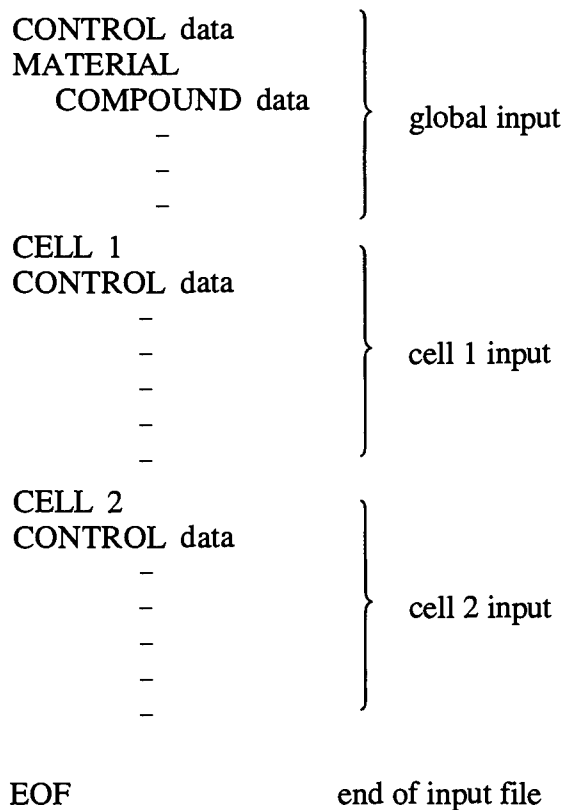 CONTROL data
MATERIAL
COMPOUND data
–
– global input
–
–
CELL 1
CONTROL data
–
– cell 1 input
–
–
–
CELL 2
CONTROL data
–
– cell 2 input
–
–
–
EOF end of input file